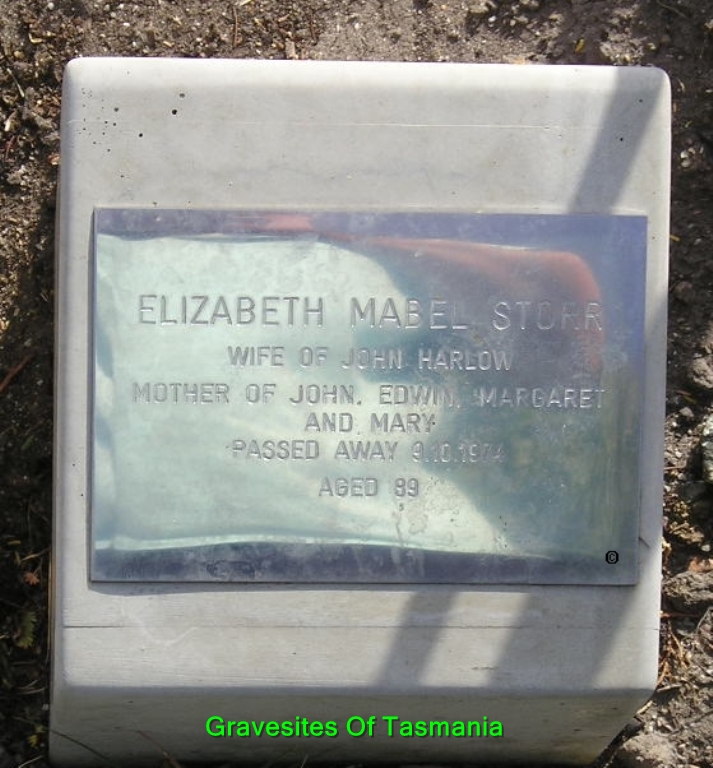 ELIZABETH MABEL STORR
WIFE OF JOHN HARLOW
MOTHER OF JOHN, EDWIN, MARGARET
AND MARY
PASSED AWAY 9.10.1974
AGED 89
©
Gravesites Of Tasmania